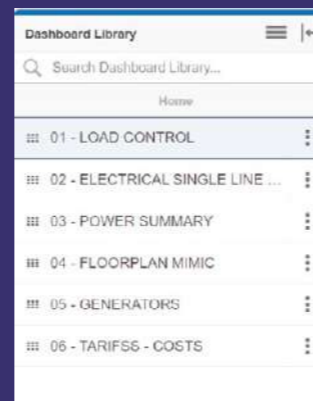 Dashboard Library
Search Dashboard Library...
Home
01 - LOAD CONTROL
02 - ELECTRICAL SINGLE LINE ...
03 - POWER SUMMARY
04 - FLOORPLAN MIMIC
05 - GENERATORS
06 - TARIFSS - COSTS